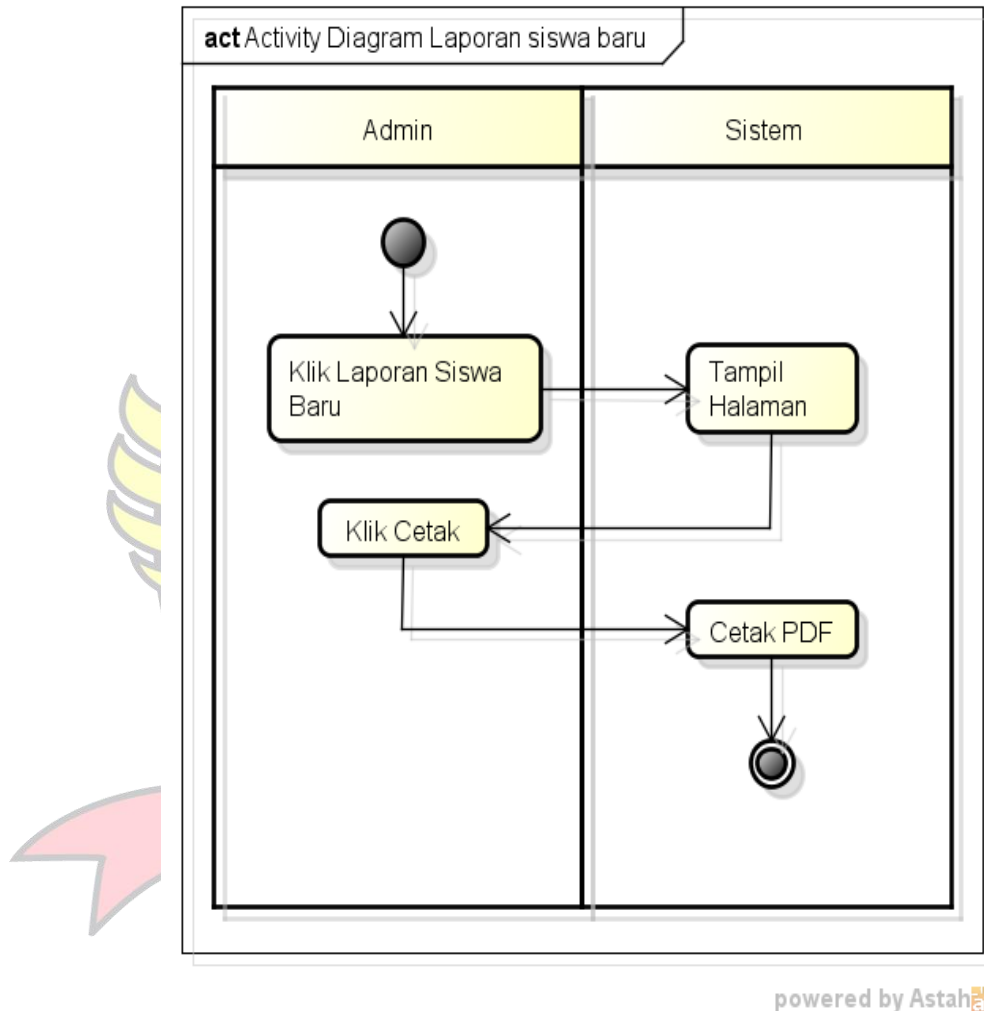 act Activity Diagram Laporan siswa baru
Admin
Sistem
Klik Laporan Siswa
Baru
Tampil
Halaman
Klik Cetak
Cetak PDF
powered by Astah